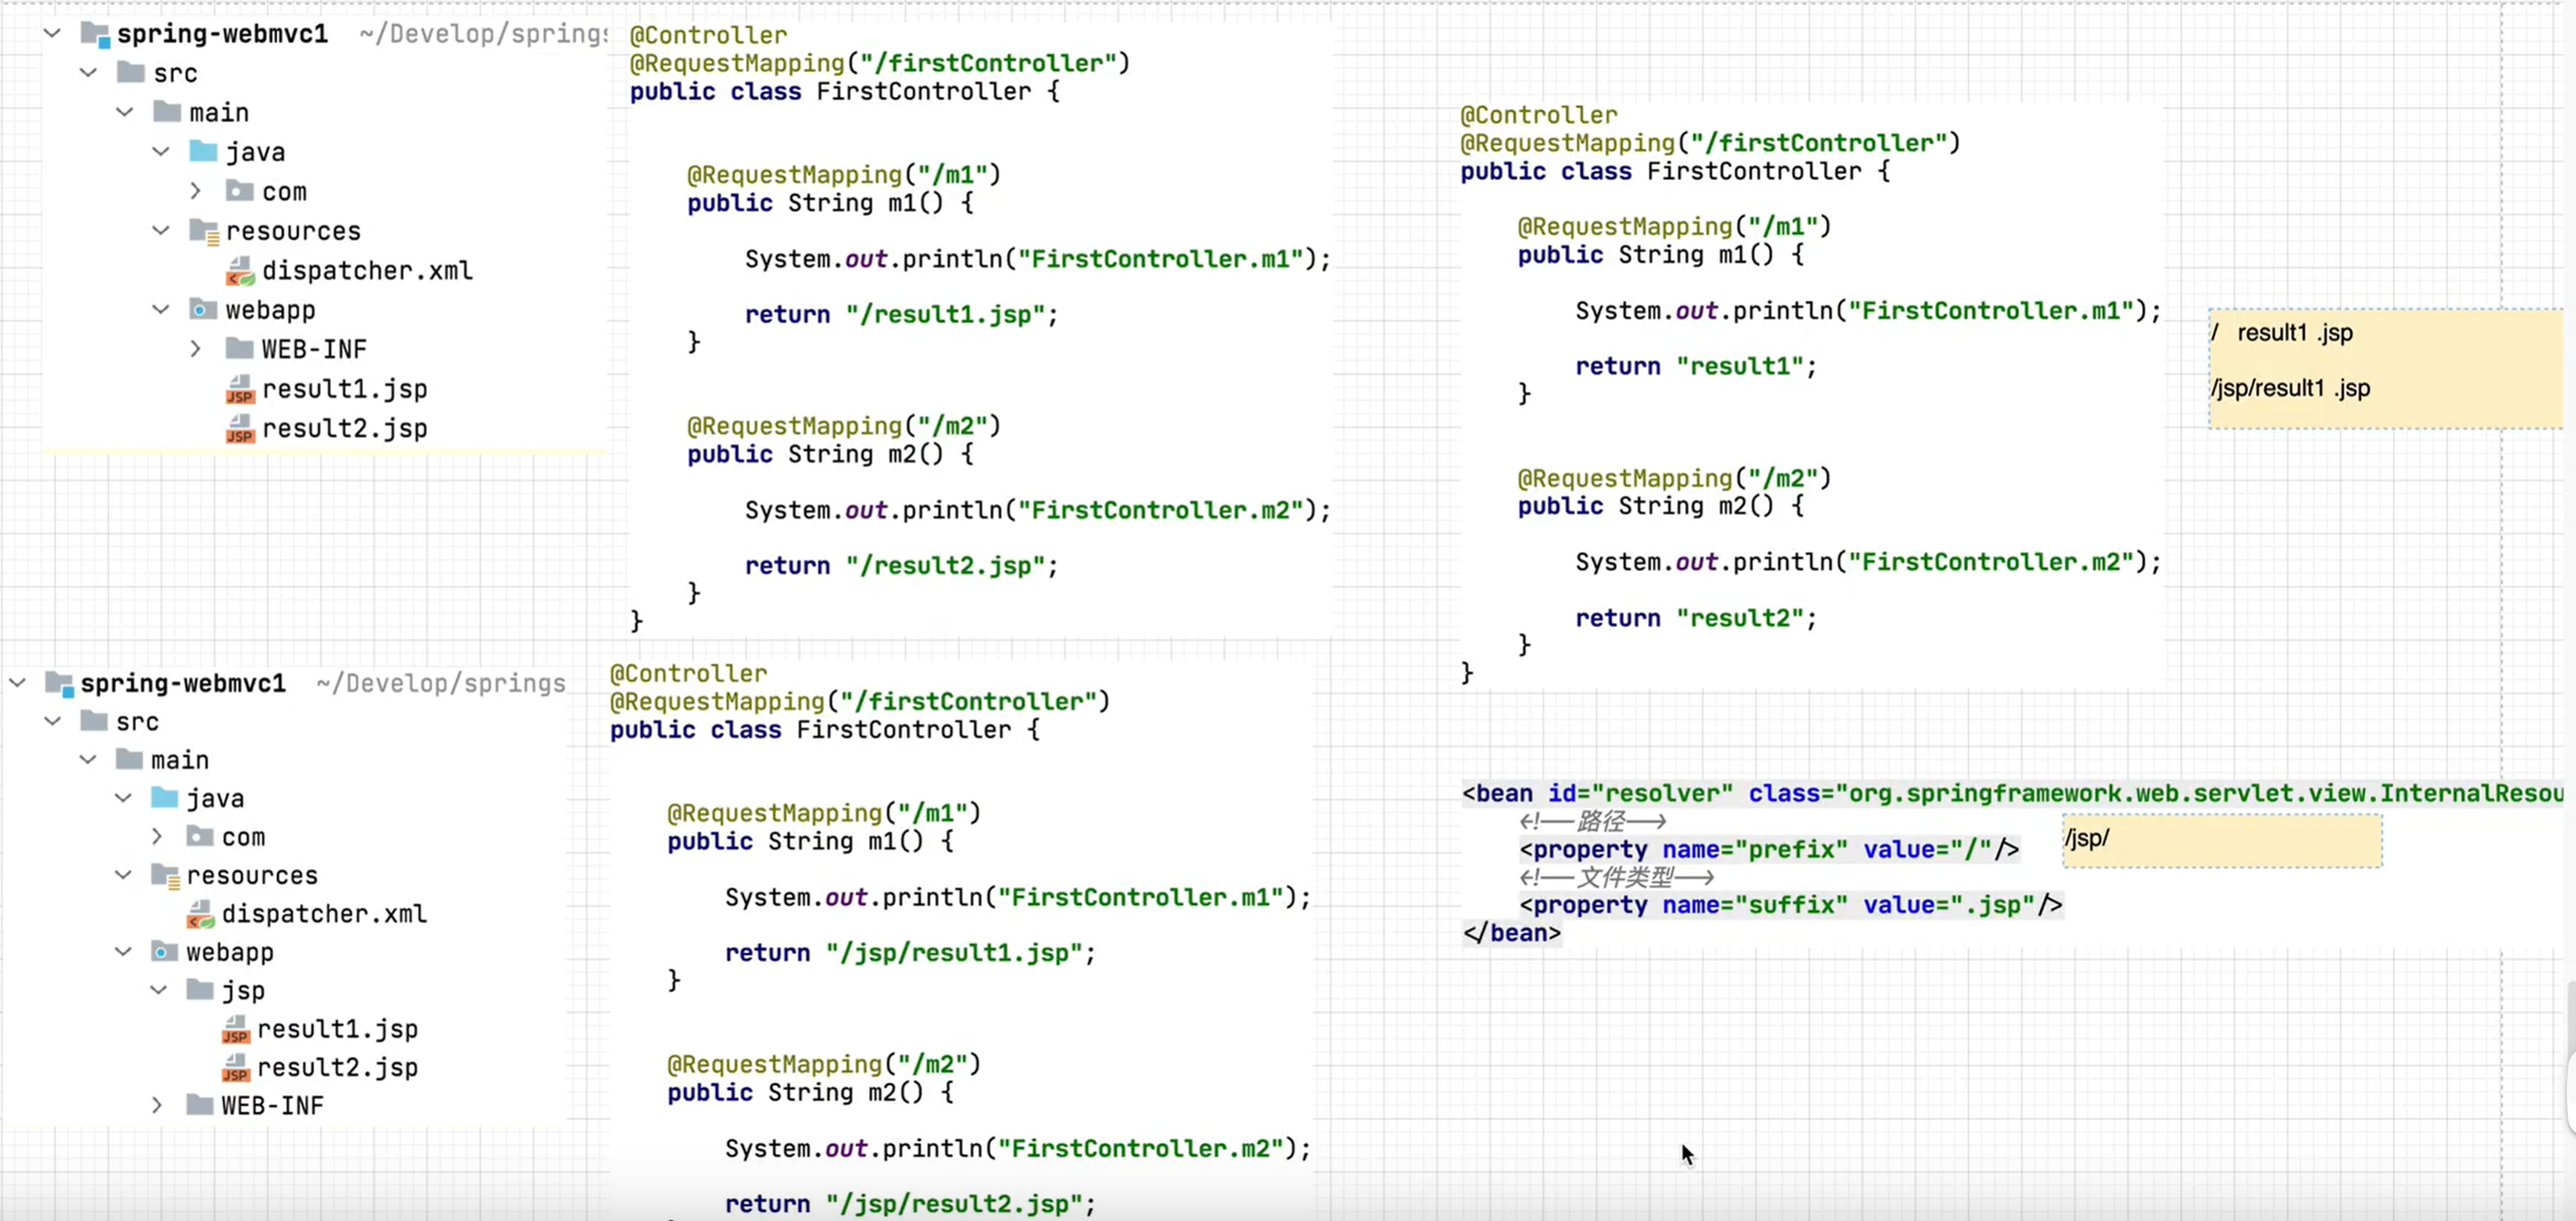 spring-webmvc1 ~/Develop/springs
src
main
java
com
resources
dispatcher.xml
webapp
WEB-INF
result1.jsp
result2.jsp
@Controller
@RequestMapping("/firstController")
public class FirstController {
@RequestMapping("/m1")
public String m1() {
System.out.println("FirstController.m1");
return "/result1.jsp";
}
@RequestMapping("/m2")
public String m2() {
System.out.println("FirstController.m2");
return "/result2.jsp";
}
}
@Controller
@RequestMapping("/firstController")
public class FirstController {
@RequestMapping("/m1")
public String m1() {
System.out.println("FirstController.m1");
return "result1";
}
@RequestMapping("/m2")
public String m2() {
System.out.println("FirstController.m2");
return "result2";
}
}
/ result1 .jsp
/jsp/result1 .jsp
spring-webmvc1 ~/Develop/springs
src
main
java
com
resources
dispatcher.xml
webapp
jsp
result1.jsp
result2.jsp
WEB-INF
@Controller
@RequestMapping("/firstController")
public class FirstController {
@RequestMapping("/m1")
public String m1() {
System.out.println("FirstController.m1");
return "/jsp/result1.jsp";
}
@RequestMapping("/m2")
public String m2() {
System.out.println("FirstController.m2");
return "/jsp/result2.jsp";
<bean id="resolver" class="org.springframework.web.servlet.view.InternalResou
<!--路径-->
<property name="prefix" value="/"/>
/jsp/
<!--文件类型-->
<property name="suffix" value=".jsp"/>
</bean>